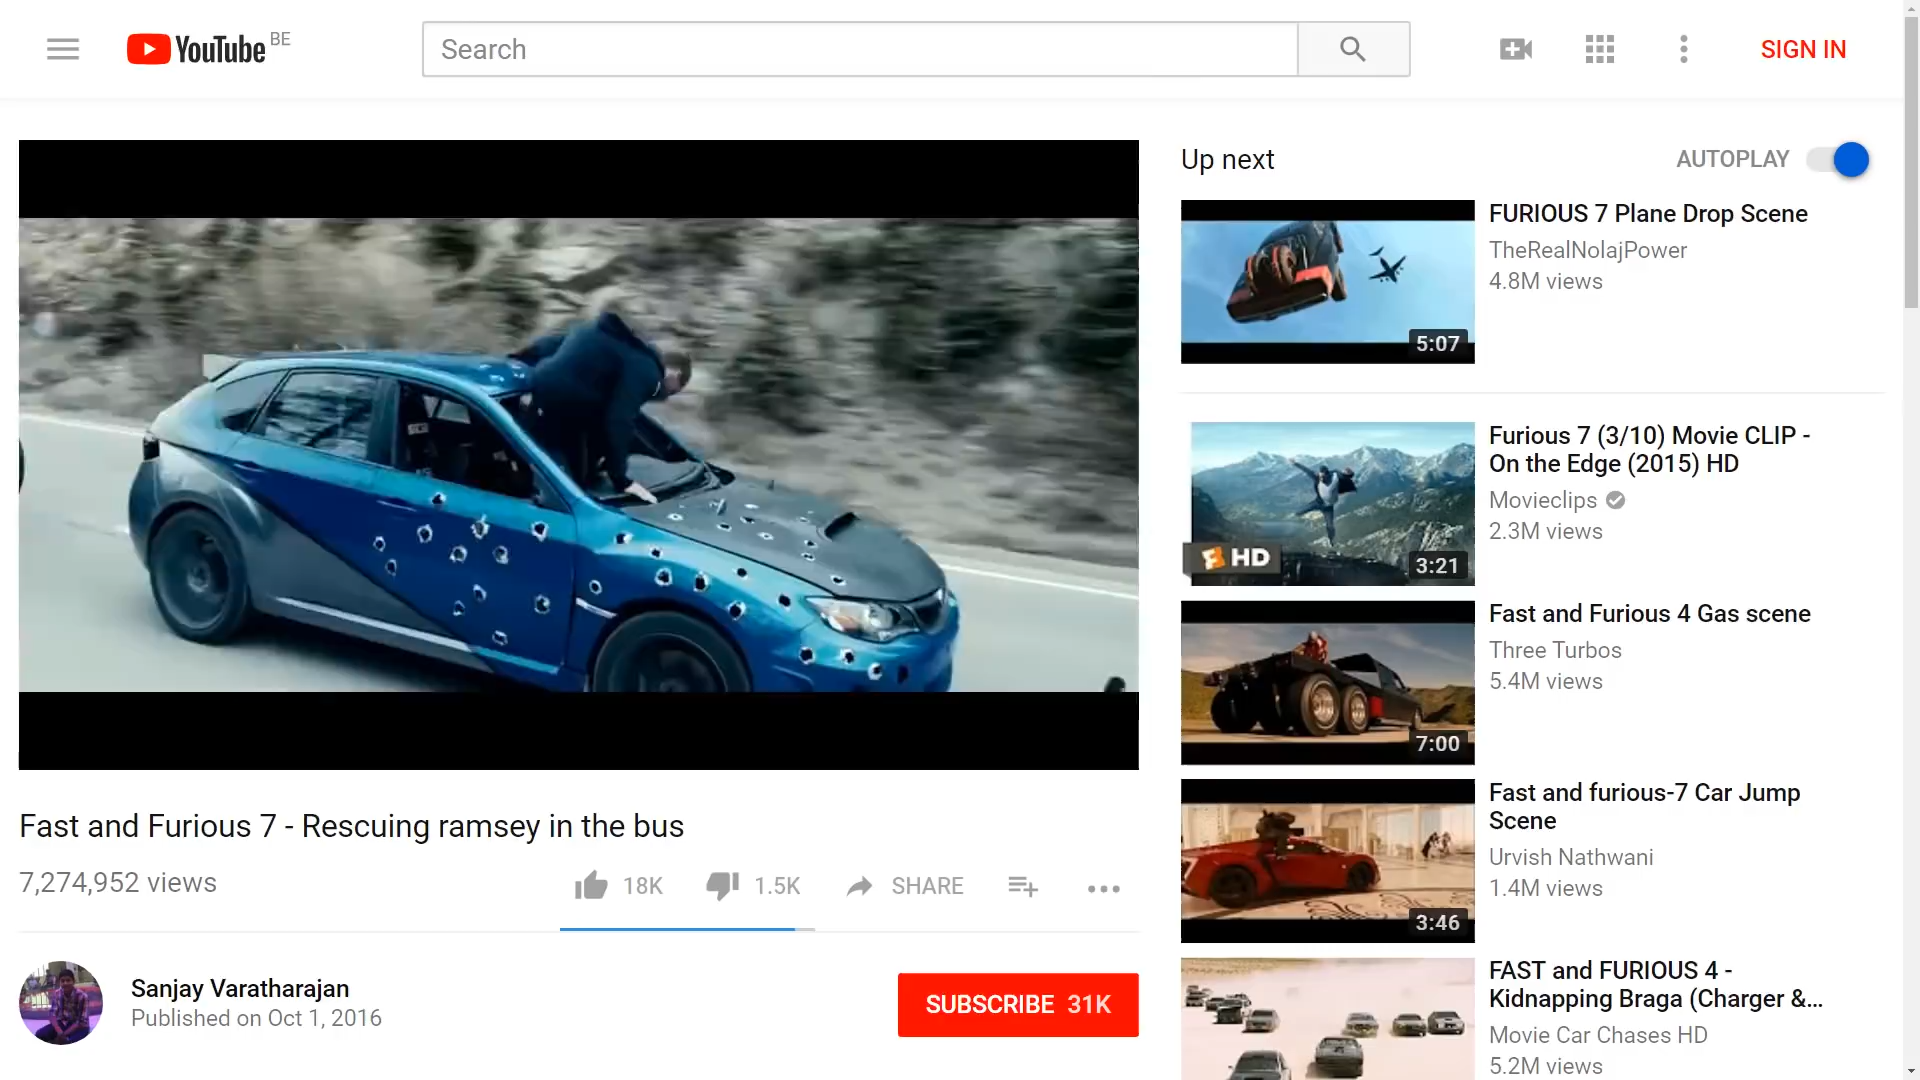 YouTube BE
Search
SIGN IN
Up next
AUTOPLAY
FURIOUS 7 Plane Drop Scene
TheRealNolajPower
4.8M views
5:07
Furious 7 (3/10) Movie CLIP -
On the Edge (2015) HD
Movieclips
2.3M views
HD
3:21
Fast and Furious 4 Gas scene
Three Turbos
5.4M views
7:00
Fast and furious-7 Car Jump
Scene
Urvish Nathwani
1.4M views
3:46
FAST and FURIOUS 4 -
Kidnapping Braga (Charger &...
Movie Car Chases HD
5.2M views
Fast and Furious 7 - Rescuing ramsey in the bus
7,274,952 views
18K
1.5K
SHARE
Sanjay Varatharajan
Published on Oct 1, 2016
SUBSCRIBE 31K